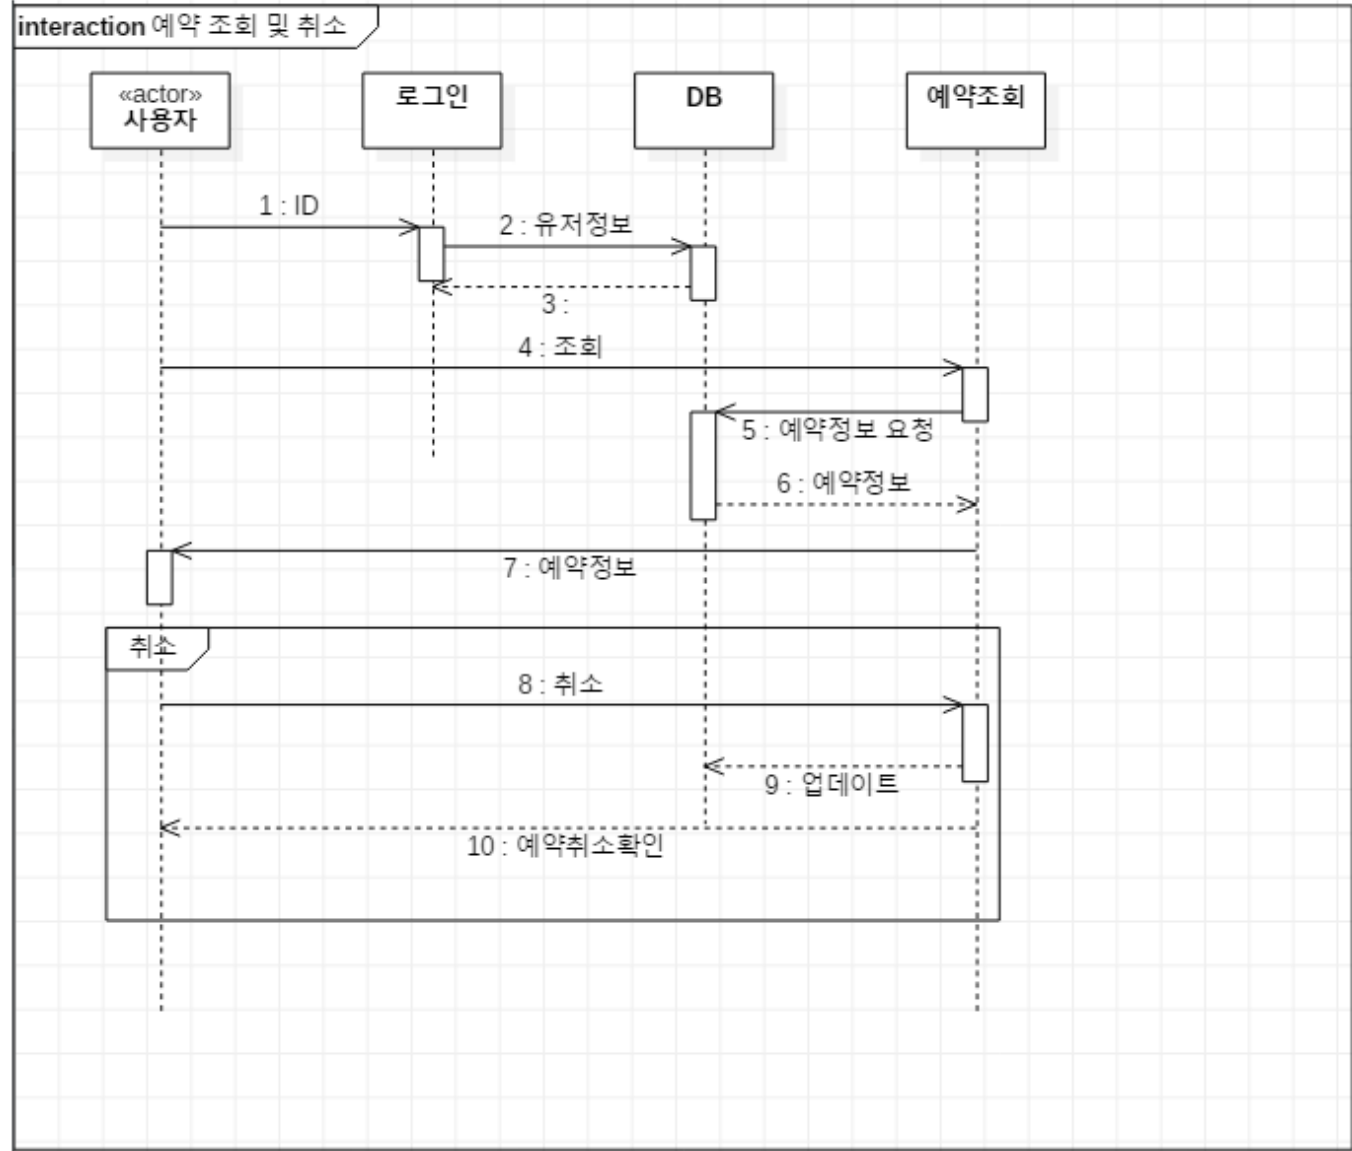 interaction 예약 조회 및 취소
«actor»
사용자
로그인
DB
예약조회
1 : ID
2 : 유저정보
3 :
4 : 조회
5 : 예약정보 요청
6 : 예약정보
7 : 예약정보
취소
8 : 취소
9 : 업데이트
10 : 예약취소확인